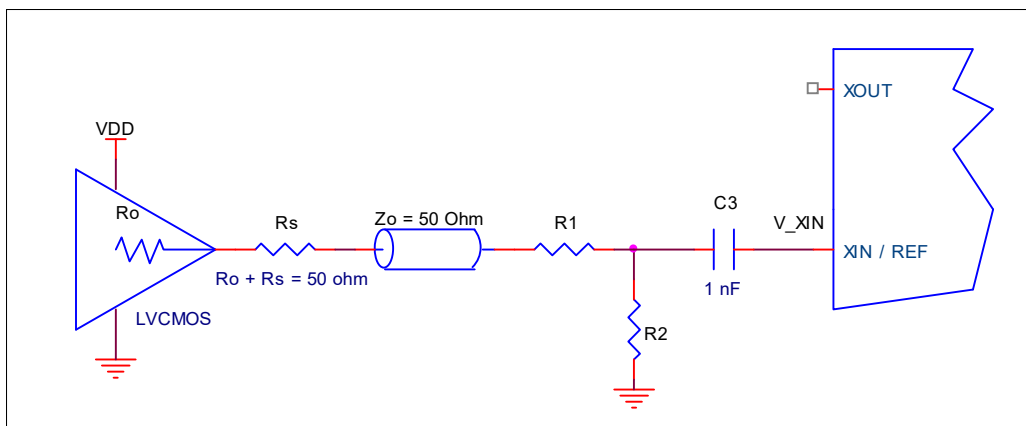 XOUT
VDD
Ro
Rs
Zo = 50 Ohm
R1
C3
V_XIN
XIN / REF
Ro + Rs = 50 ohm
1 nF
LVCMOS
R2